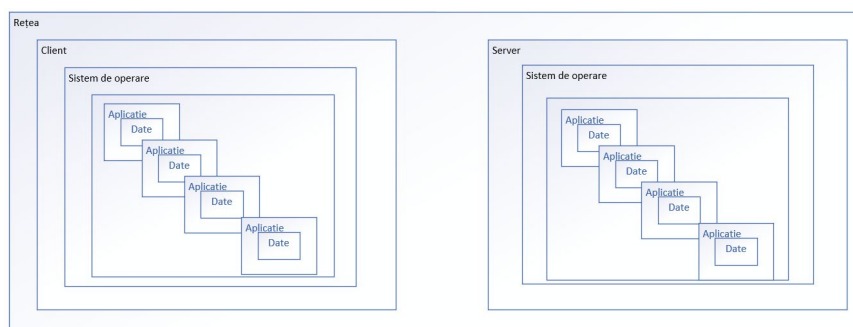 Rețea
Client
Sistem de operare
Aplicatie
Date
Aplicatie
Date
Aplicatie
Date
Aplicatie
Date
Server
Sistem de operare
Aplicatie
Date
Aplicatie
Date
Aplicatie
Date
Aplicatie
Date